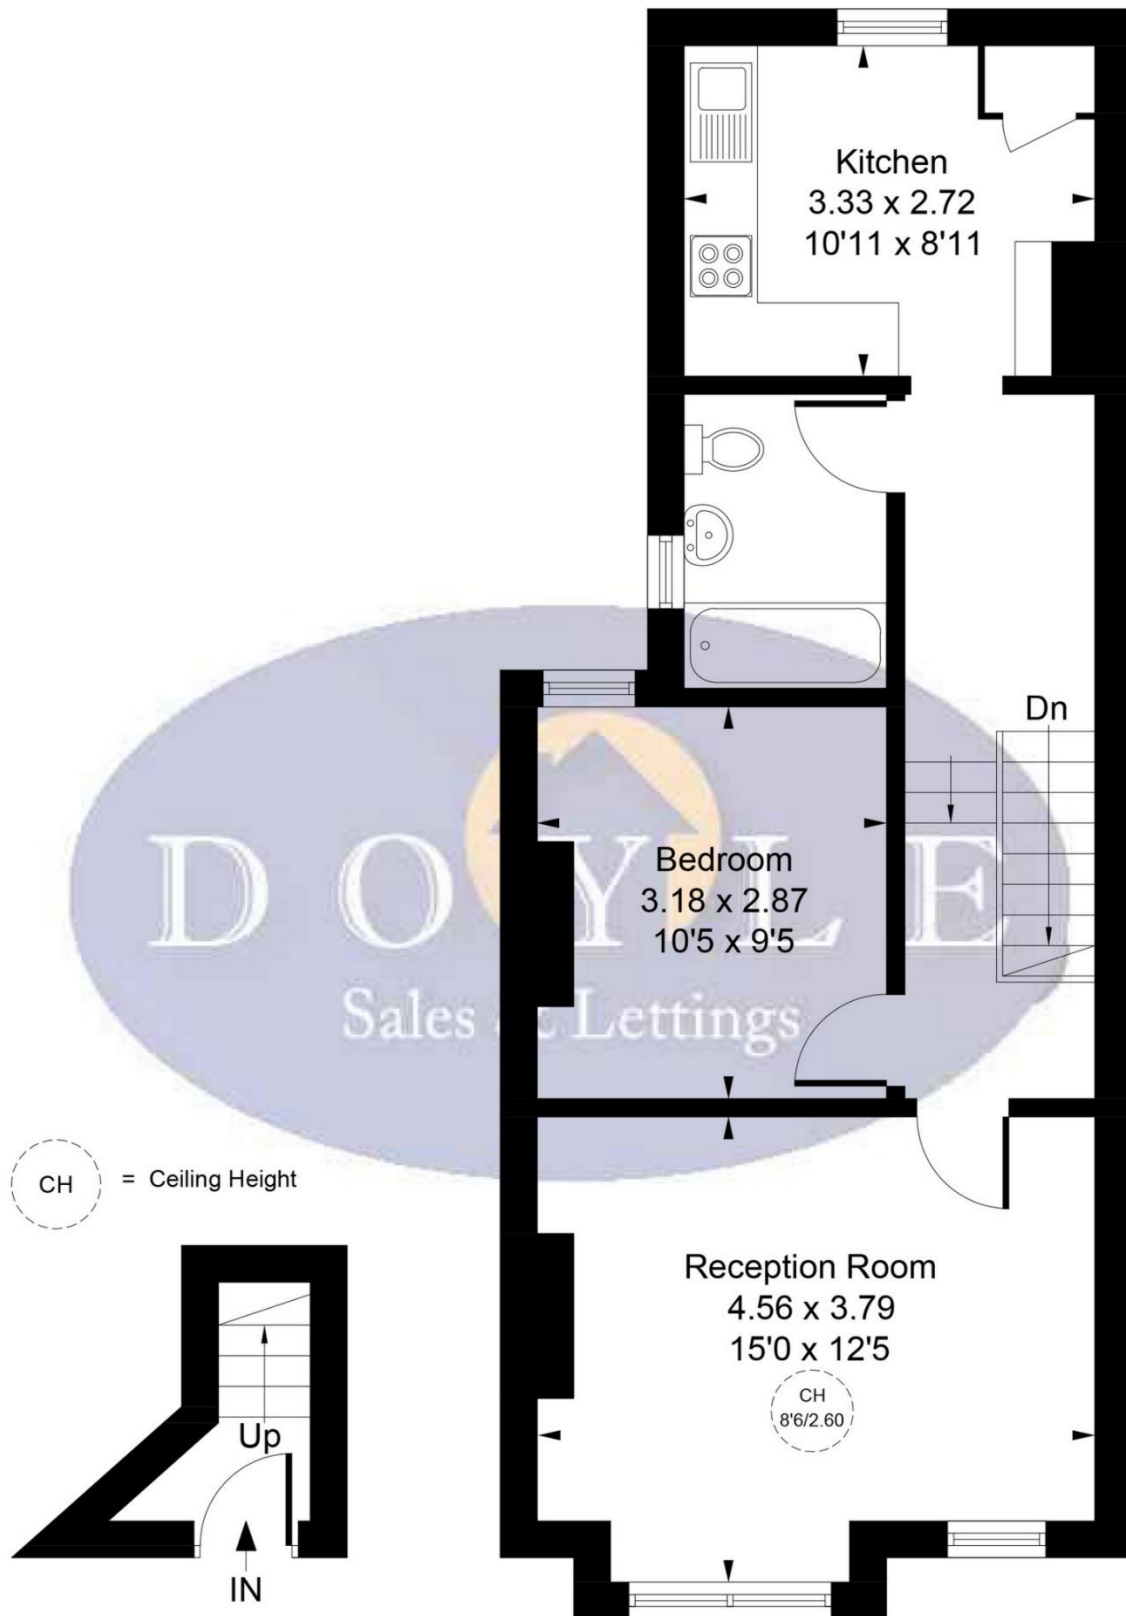 Kitchen
3.33 x 2.72
10'11 x 8'11
Dn
DOYLE
Bedroom
3.18 x 2.87
10'5 x 9'5
Sales & Lettings
CH = Ceiling Height
Reception Room
4.56 x 3.79
15'0 x 12'5
CH
8'6/2.60
Up
IN